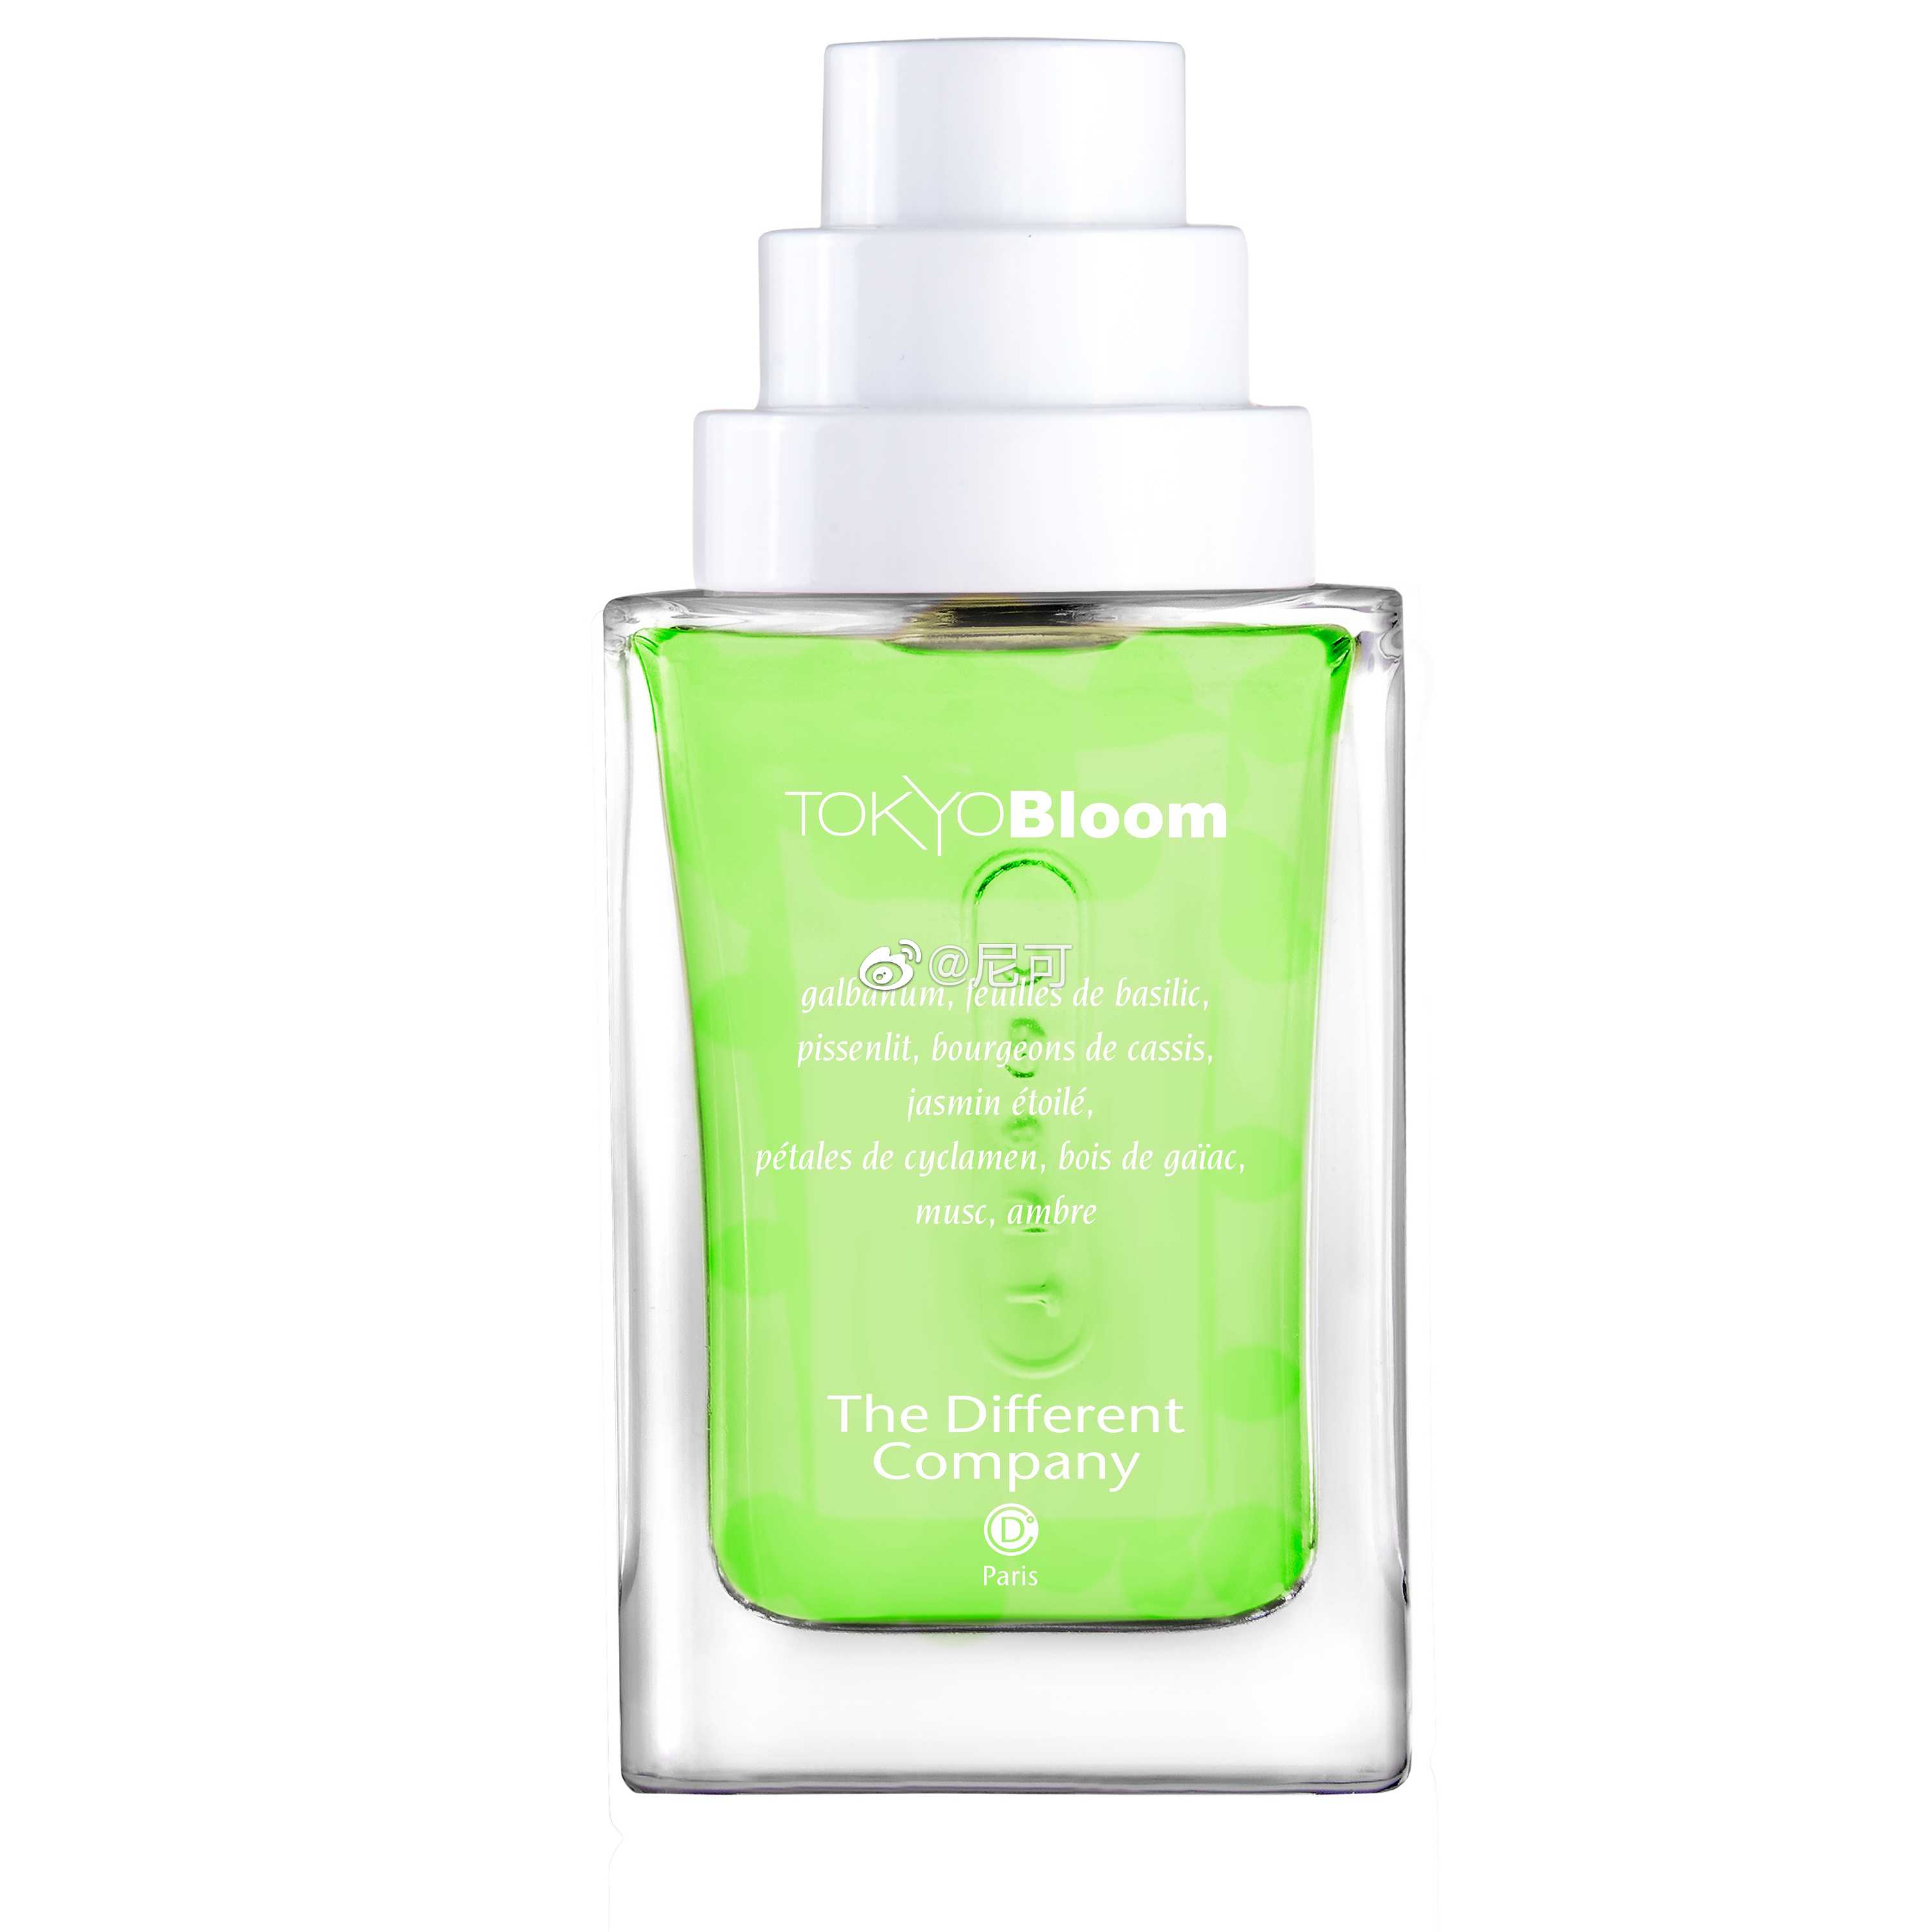 TOKYOBloom
@尼可
galbanum, feuilles de basilic,
pissenlit, bourgeons de cassis,
jasmin étoilé,
pétales de cyclamen, bois de gaïac,
musc, ambre
The Different
Company
D
Paris